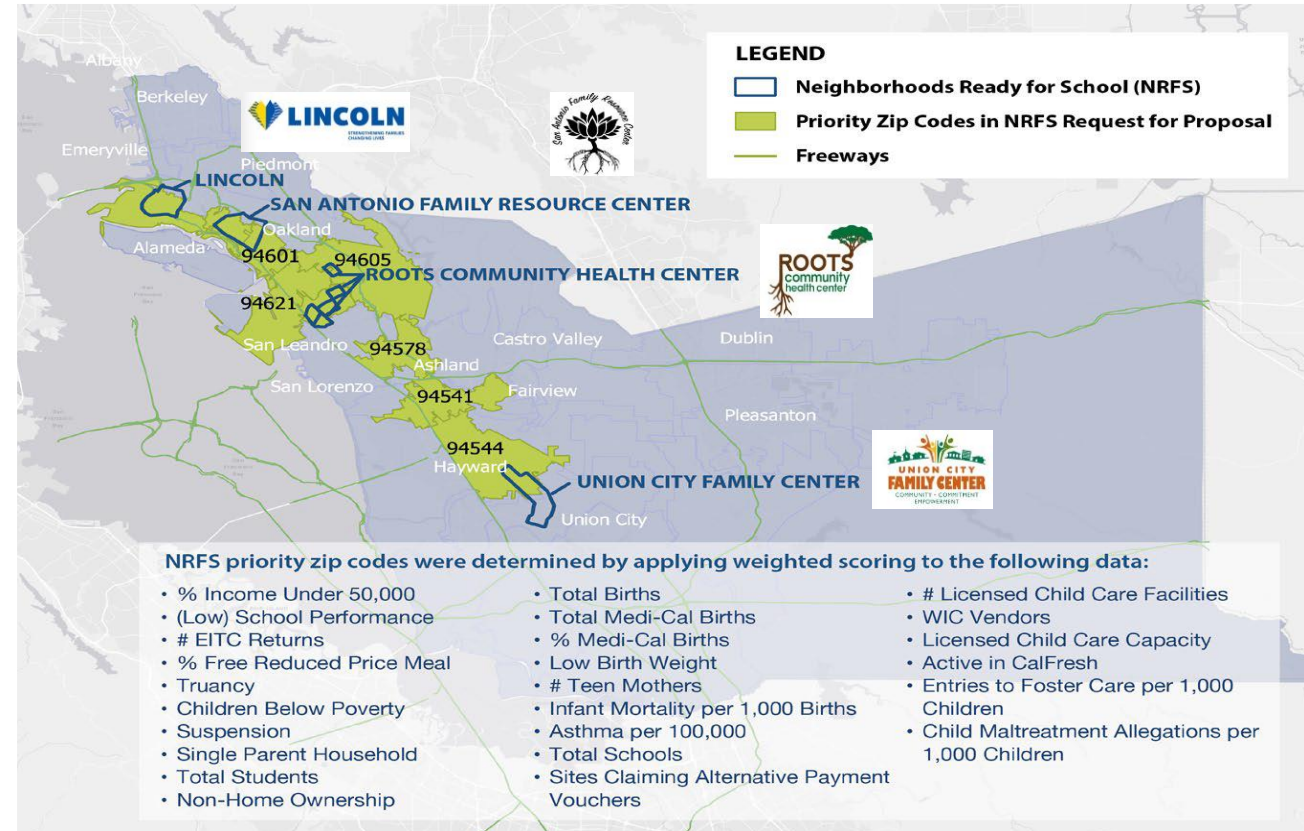 LEGEND
Neighborhoods Ready for School (NRFS)
Priority Zip Codes in NRFS Request for Proposal
Freeways
Albany
Berkeley
LINCOLN
STRENGTHENING FAMILIES
CHANGING LIVES
San Antonio Family Resource Center
Emeryville
Piedmont
LINCOLN
SAN ANTONIO FAMILY RESOURCE CENTER
Oakland
Alameda
94601
94605
ROOTS COMMUNITY HEALTH CENTER
ROOTS
community
health center
94621
San Leandro
94578
Castro Valley
Dublin
Ashland
San Lorenzo
94541
Fairview
Pleasanton
94544
Hayward
UNION CITY FAMILY CENTER
UNION CITY
FAMILY CENTER
COMMUNITY • COMMITMENT
EMPOWERMENT
Union City
NRFS priority zip codes were determined by applying weighted scoring to the following data:
• % Income Under 50,000
• (Low) School Performance
• # EITC Returns
• % Free Reduced Price Meal
• Truancy
• Children Below Poverty
• Suspension
• Single Parent Household
• Total Students
• Non-Home Ownership
• Total Births
• Total Medi-Cal Births
• % Medi-Cal Births
• Low Birth Weight
• # Teen Mothers
• Infant Mortality per 1,000 Births
• Asthma per 100,000
• Total Schools
• Sites Claiming Alternative Payment
Vouchers
• # Licensed Child Care Facilities
• WIC Vendors
• Licensed Child Care Capacity
• Active in CalFresh
• Entries to Foster Care per 1,000
Children
• Child Maltreatment Allegations per
1,000 Children